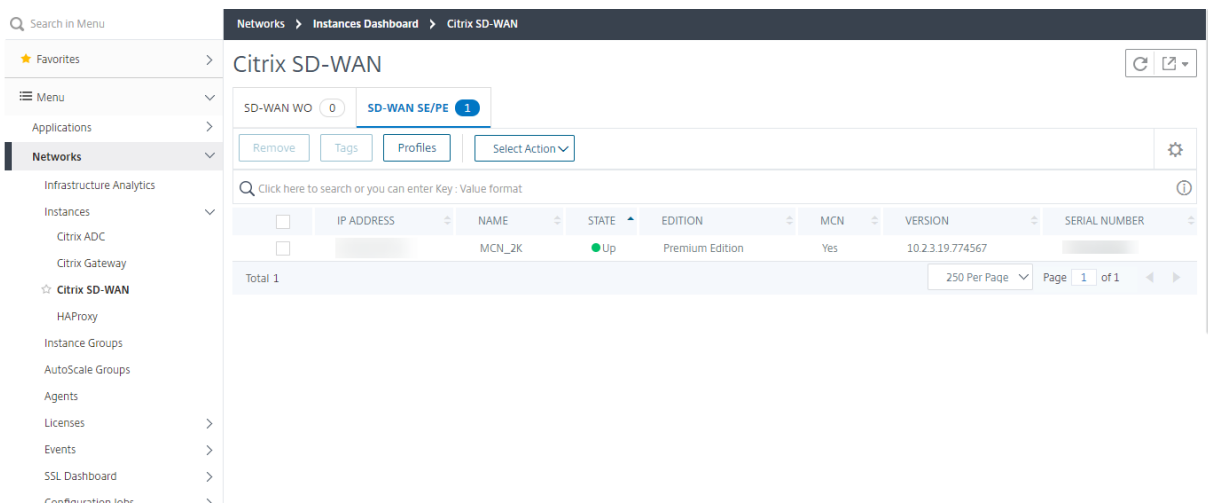 Search in Menu
Favorites
Menu
Applications
Networks
Infrastructure Analytics
Instances
Citrix ADC
Citrix Gateway
Citrix SD-WAN
HAProxy
Instance Groups
AutoScale Groups
Agents
Licenses
Events
SSL Dashboard
Configuration Jobs
Networks > Instances Dashboard > Citrix SD-WAN
Citrix SD-WAN
SD-WAN WO 0 SD-WAN SE/PE 1
Remove Tags Profiles Select Action
Click here to search or you can enter Key : Value format
IP ADDRESS NAME STATE EDITION MCN VERSION SERIAL NUMBER
MCN_2K Up Premium Edition Yes 10.2.3.19.774567
Total 1 250 Per Page Page 1 of 1